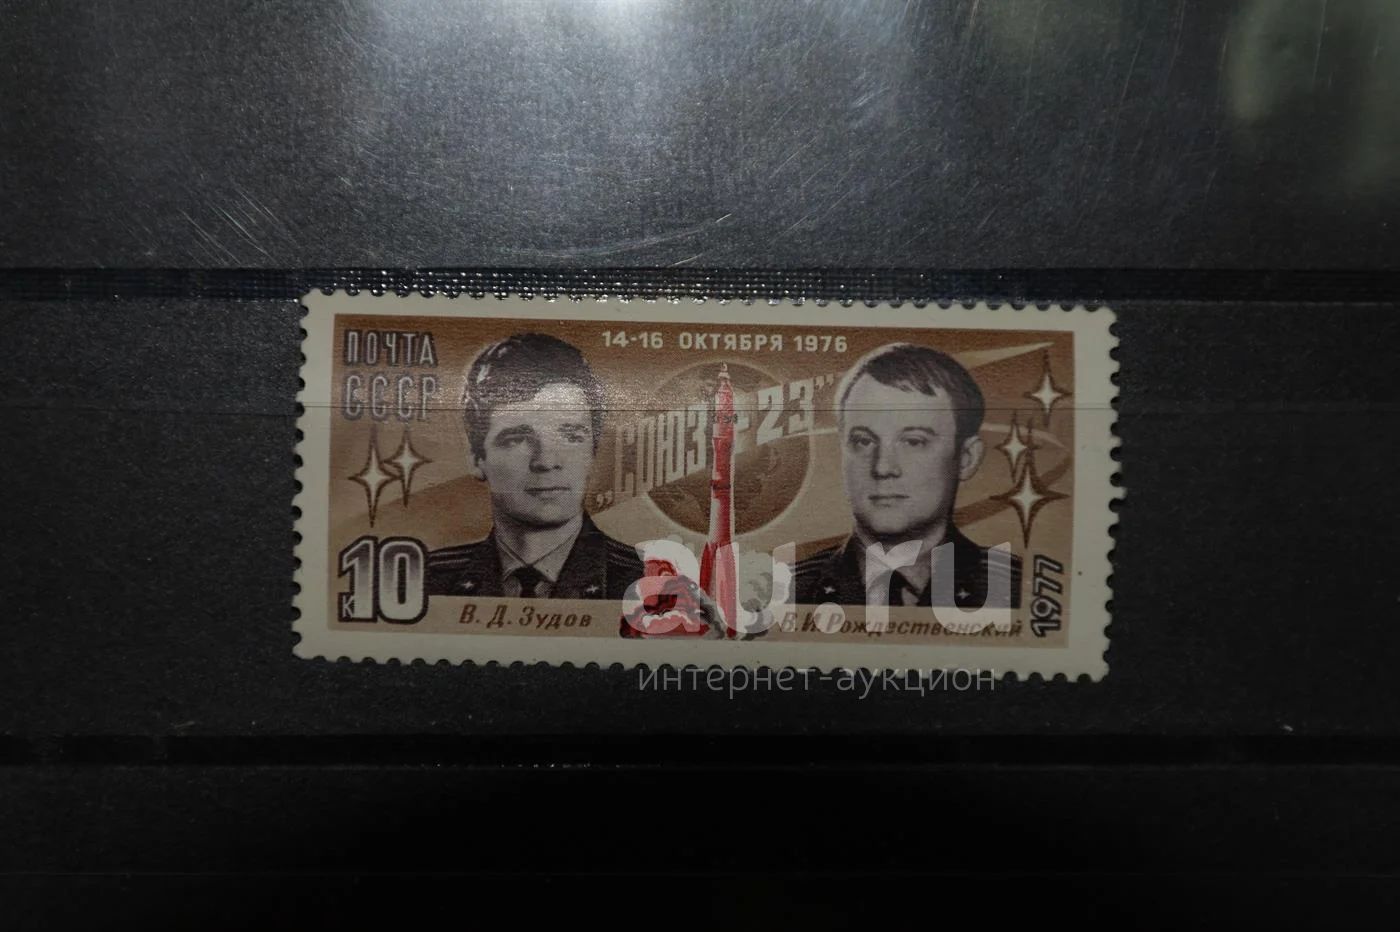 ПОЧТА
СССР
14-16 ОКТЯБРЯ 1976
„СОЮЗ-23”
10
К
В. Д. Зудов
В. И. Рождественский
1977
au.ru
интернет-аукцион